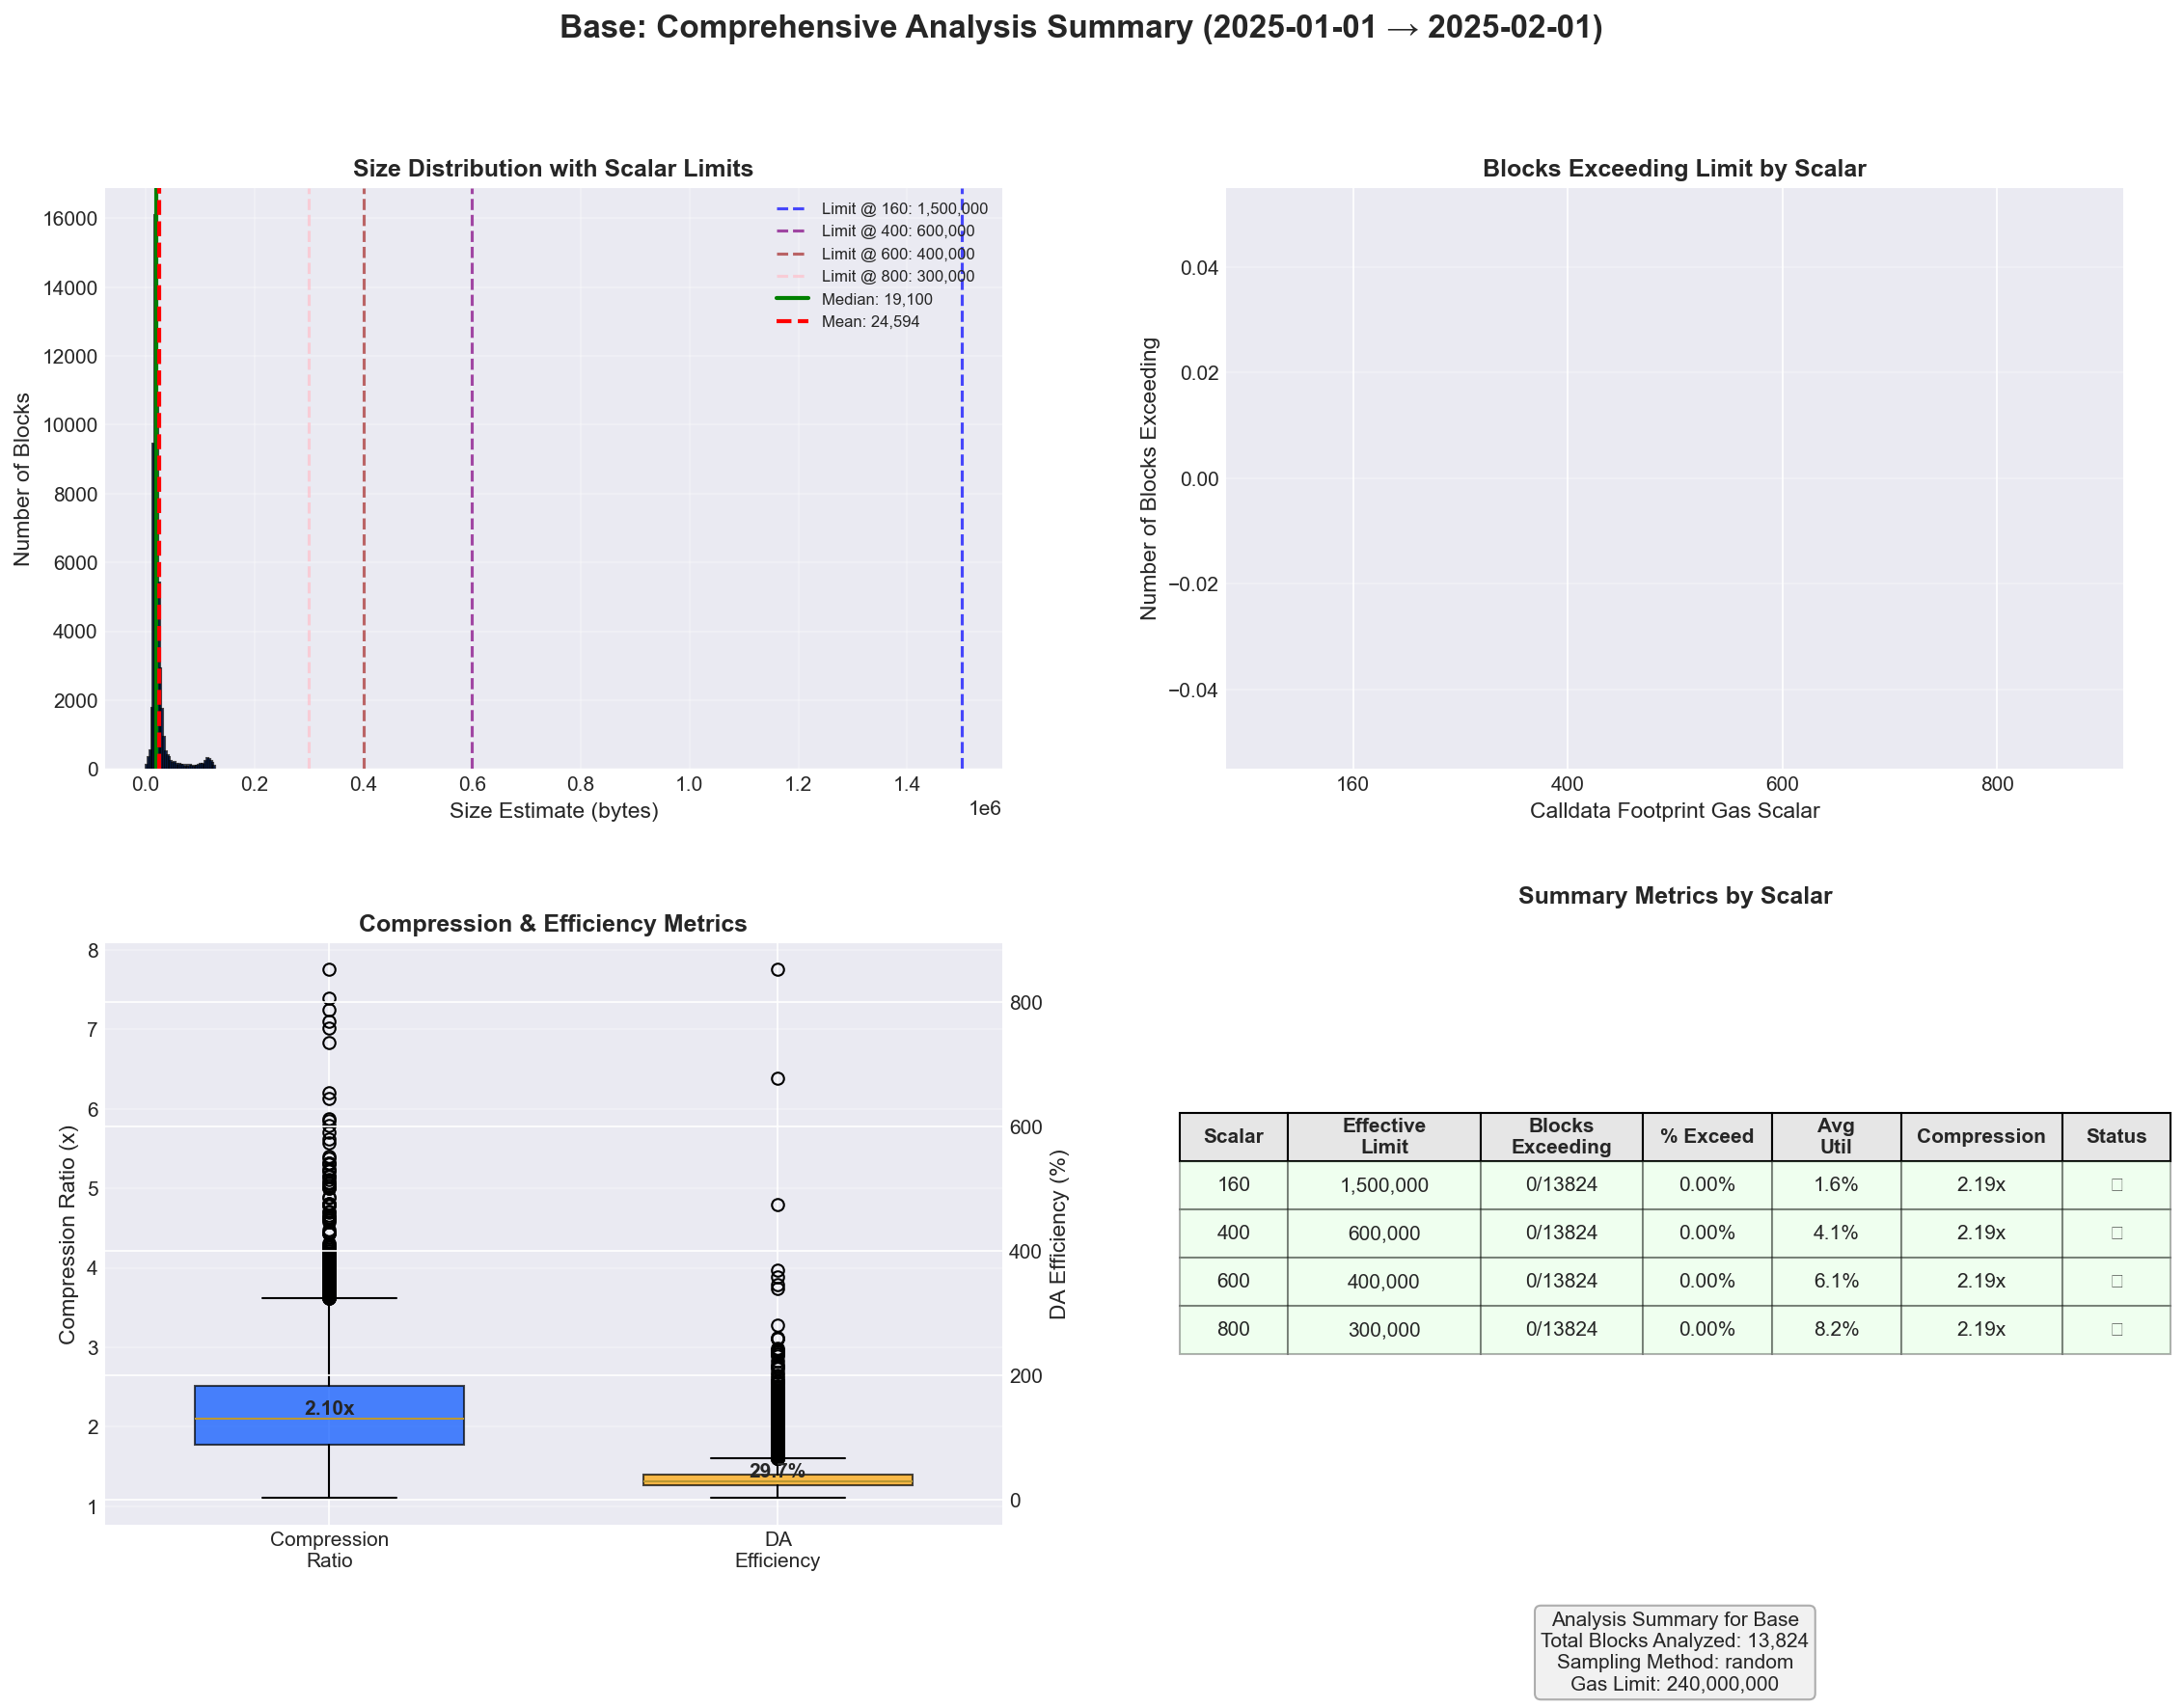 Base: Comprehensive Analysis Summary (2025-01-01 → 2025-02-01)
Size Distribution with Scalar Limits
Number of Blocks
16000
14000
12000
10000
8000
6000
4000
2000
0
Limit @ 160: 1,500,000
Limit @ 400: 600,000
Limit @ 600: 400,000
Limit @ 800: 300,000
Median: 19,100
Mean: 24,594
0.0 0.2 0.4 0.6 0.8 1.0 1.2 1.4
1e6
Size Estimate (bytes)
Blocks Exceeding Limit by Scalar
Number of Blocks Exceeding
0.04
0.02
0.00
−0.02
−0.04
160 400 600 800
Calldata Footprint Gas Scalar
Compression & Efficiency Metrics
Compression Ratio (x)
8
7
6
5
4
3
2
1
2.10x
29.7%
800
600
400
200
0
DA Efficiency (%)
Compression
Ratio
DA
Efficiency
Summary Metrics by Scalar
Scalar Effective Limit Blocks Exceeding % Exceed Avg Util Compression Status
160 1,500,000 0/13824 0.00% 1.6% 2.19x
400 600,000 0/13824 0.00% 4.1% 2.19x
600 400,000 0/13824 0.00% 6.1% 2.19x
800 300,000 0/13824 0.00% 8.2% 2.19x
Analysis Summary for Base
Total Blocks Analyzed: 13,824
Sampling Method: random
Gas Limit: 240,000,000